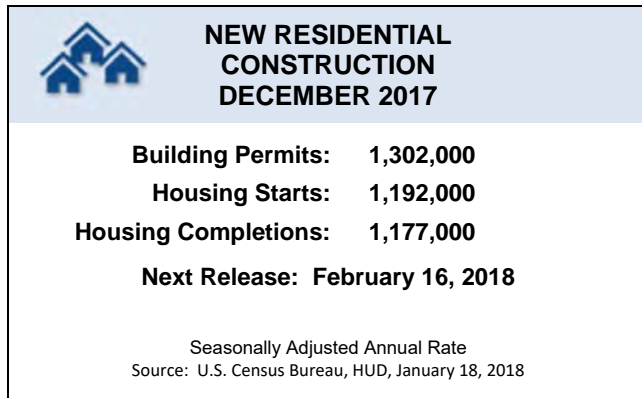 NEW RESIDENTIAL
CONSTRUCTION
DECEMBER 2017
Building Permits: 1,302,000
Housing Starts: 1,192,000
Housing Completions: 1,177,000
Next Release: February 16, 2018
Seasonally Adjusted Annual Rate
Source: U.S. Census Bureau, HUD, January 18, 2018